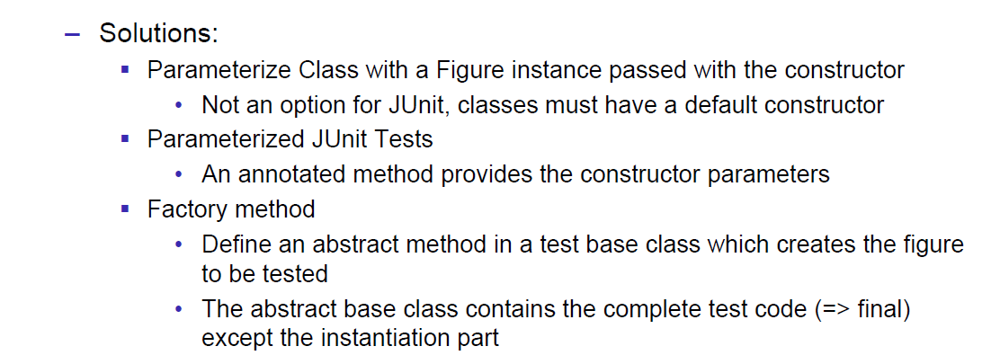 – Solutions:
▪ Parameterize Class with a Figure instance passed with the constructor
• Not an option for JUnit, classes must have a default constructor
▪ Parameterized JUnit Tests
• An annotated method provides the constructor parameters
▪ Factory method
• Define an abstract method in a test base class which creates the figure
to be tested
• The abstract base class contains the complete test code (=> final)
except the instantiation part